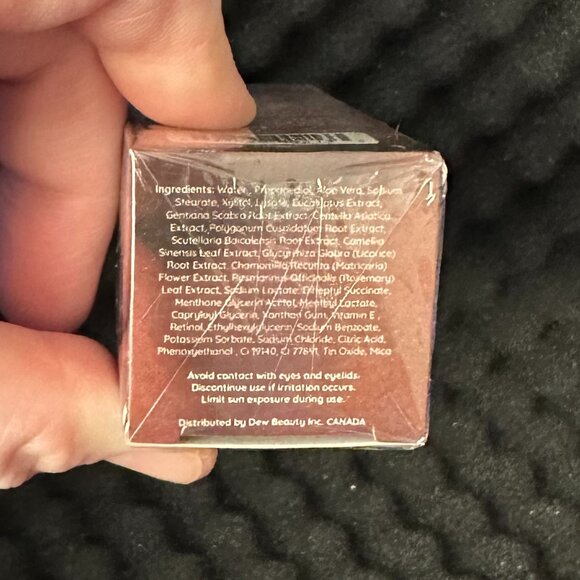 Ingredients: Water, Propanediol, Aloe Vera, Sodium
Stearate, Xylitol, Eucalyptus Extract,
Gentiana Scabra Root Extract, Centella Asiatica
Extract, Polygonum Cuspidatum Root Extract,
Scutellaria Baicalensis Root Extract, Camellia
Sinensis Leaf Extract, Glycyrrhiza Glabra (Licorice)
Root Extract, Chamomilla Recutita (Matricaria)
Flower Extract, Rosmarinus Officinalis (Rosemary)
Leaf Extract, Sodium Lactate, Succinate,
Menthone Glycerin Acetal, Menthyl Lactate,
Capryloyl Glycerin, Xanthan Gum, Vitamin E,
Retinol, Ethylhexylglycerin, Sodium Benzoate,
Potassium Sorbate, Sodium Chloride, Citric Acid,
Phenoxyethanol, CI 19140, CI 77891, Tin Oxide, Mica
Avoid contact with eyes and eyelids.
Discontinue use if irritation occurs.
Limit sun exposure during use.
Distributed by Dew Beauty Inc. CANADA